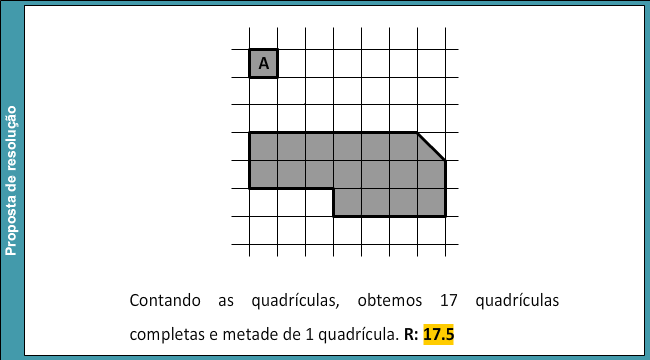 Proposta de resolução
A
Contando as quadrículas, obtemos 17 quadrículas
completas e metade de 1 quadrícula. R: 17.5